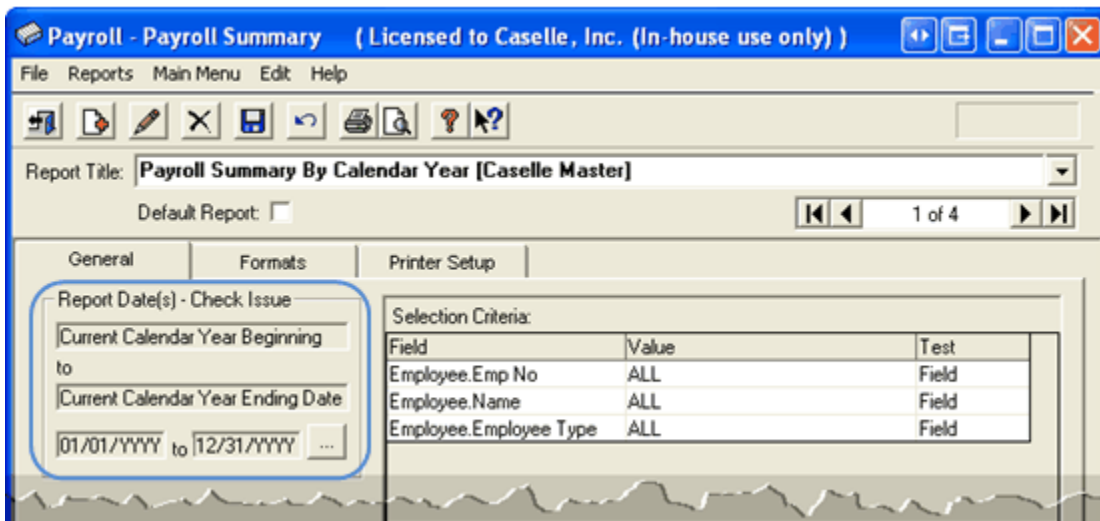 Payroll - Payroll Summary ( Licensed to Caselle, Inc. (In-house use only) )
File Reports Main Menu Edit Help
Report Title: Payroll Summary By Calendar Year [Caselle Master]
Default Report: 1 of 4
General Formats Printer Setup
Report Date(s) - Check Issue
Current Calendar Year Beginning
to
Current Calendar Year Ending Date
01/01/YYYY to 12/31/YYYY ...
Selection Criteria:
Field Value Test
Employee.Emp No ALL Field
Employee.Name ALL Field
Employee.Employee Type ALL Field